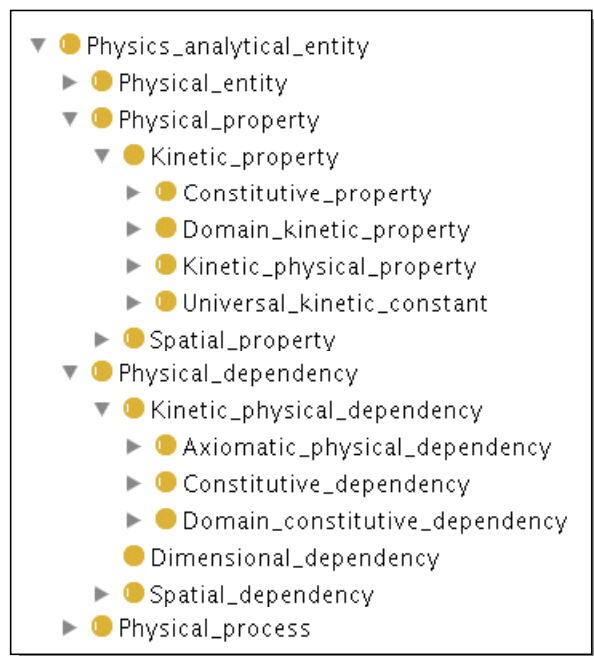 Physics_analytical_entity
Physical_entity
Physical_property
Kinetic_property
Constitutive_property
Domain_kinetic_property
Kinetic_physical_property
Universal_kinetic_constant
Spatial_property
Physical_dependency
Kinetic_physical_dependency
Axiomatic_physical_dependency
Constitutive_dependency
Domain_constitutive_dependency
Dimensional_dependency
Spatial_dependency
Physical_process